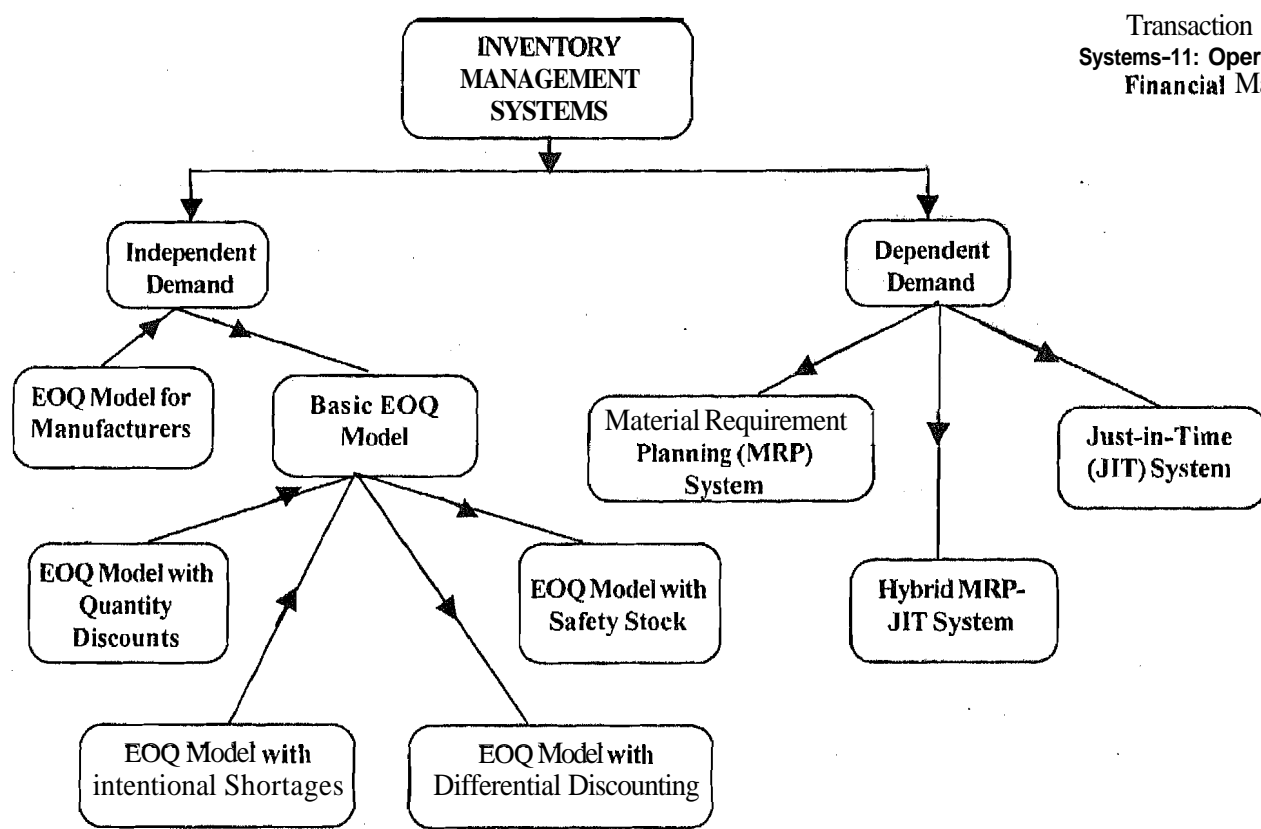 Transaction
Systems-11: Oper
Financial Ma
INVENTORY
MANAGEMENT
SYSTEMS
Independent
Demand
Dependent
Demand
EOQ Model for
Manufacturers
Basic EOQ
Model
Material Requirement
Planning (MRP)
System
Just-in-Time
(JIT) System
EOQ Model with
Quantity
Discounts
EOQ Model with
Safety Stock
Hybrid MRP-
JIT System
EOQ Model with
intentional Shortages
EOQ Model with
Differential Discounting